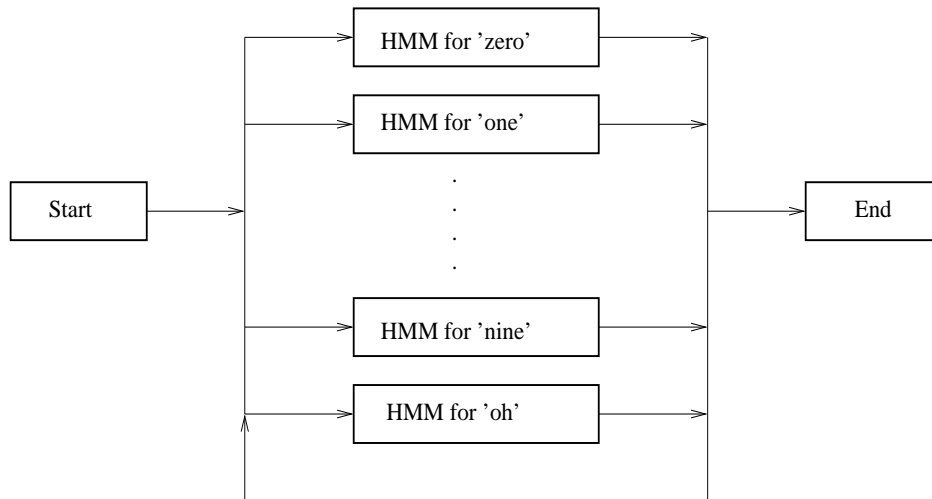 HMM for ’zero’
HMM for ’one’
Start
End
HMM for ’nine’
HMM for ’oh’